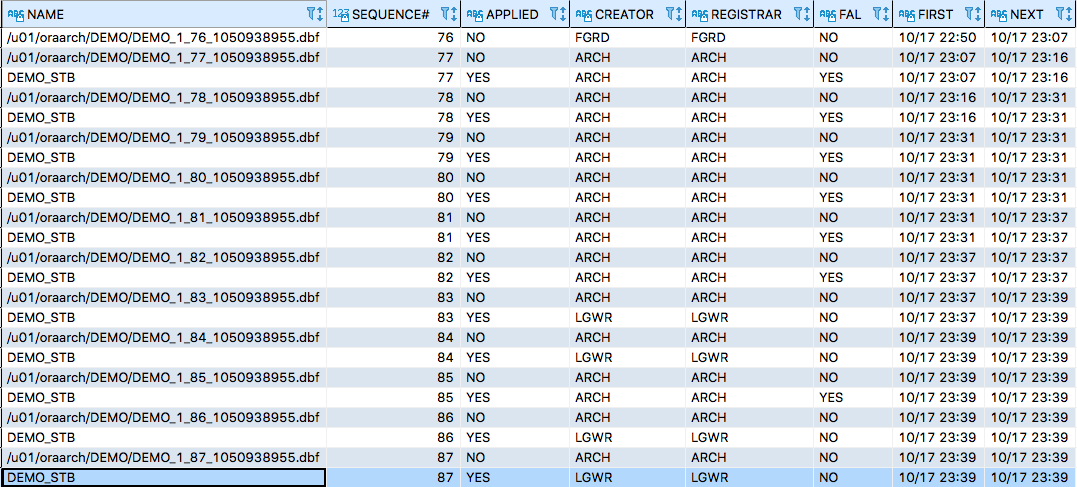 NAME SEQUENCE# APPLIED CREATOR REGISTRAR FAL FIRST NEXT
/u01/oraarch/DEMO/DEMO_1_76_1050938955.dbf 76 NO FGRD FGRD NO 10/17 22:50 10/17 23:07
/u01/oraarch/DEMO/DEMO_1_77_1050938955.dbf 77 NO ARCH ARCH NO 10/17 23:07 10/17 23:16
DEMO_STB 77 YES ARCH ARCH YES 10/17 23:07 10/17 23:16
/u01/oraarch/DEMO/DEMO_1_78_1050938955.dbf 78 NO ARCH ARCH NO 10/17 23:16 10/17 23:31
DEMO_STB 78 YES ARCH ARCH YES 10/17 23:16 10/17 23:31
/u01/oraarch/DEMO/DEMO_1_79_1050938955.dbf 79 NO ARCH ARCH NO 10/17 23:31 10/17 23:31
DEMO_STB 79 YES ARCH ARCH YES 10/17 23:31 10/17 23:31
/u01/oraarch/DEMO/DEMO_1_80_1050938955.dbf 80 NO ARCH ARCH NO 10/17 23:31 10/17 23:31
DEMO_STB 80 YES ARCH ARCH YES 10/17 23:31 10/17 23:31
/u01/oraarch/DEMO/DEMO_1_81_1050938955.dbf 81 NO ARCH ARCH NO 10/17 23:31 10/17 23:37
DEMO_STB 81 YES ARCH ARCH YES 10/17 23:31 10/17 23:37
/u01/oraarch/DEMO/DEMO_1_82_1050938955.dbf 82 NO ARCH ARCH NO 10/17 23:37 10/17 23:37
DEMO_STB 82 YES ARCH ARCH YES 10/17 23:37 10/17 23:37
/u01/oraarch/DEMO/DEMO_1_83_1050938955.dbf 83 NO ARCH ARCH NO 10/17 23:37 10/17 23:39
DEMO_STB 83 YES LGWR LGWR NO 10/17 23:37 10/17 23:39
/u01/oraarch/DEMO/DEMO_1_84_1050938955.dbf 84 NO ARCH ARCH NO 10/17 23:39 10/17 23:39
DEMO_STB 84 YES LGWR LGWR NO 10/17 23:39 10/17 23:39
/u01/oraarch/DEMO/DEMO_1_85_1050938955.dbf 85 NO ARCH ARCH NO 10/17 23:39 10/17 23:39
DEMO_STB 85 YES ARCH ARCH YES 10/17 23:39 10/17 23:39
/u01/oraarch/DEMO/DEMO_1_86_1050938955.dbf 86 NO ARCH ARCH NO 10/17 23:39 10/17 23:39
DEMO_STB 86 YES LGWR LGWR NO 10/17 23:39 10/17 23:39
/u01/oraarch/DEMO/DEMO_1_87_1050938955.dbf 87 NO ARCH ARCH NO 10/17 23:39 10/17 23:39
DEMO_STB 87 YES LGWR LGWR NO 10/17 23:39 10/17 23:39